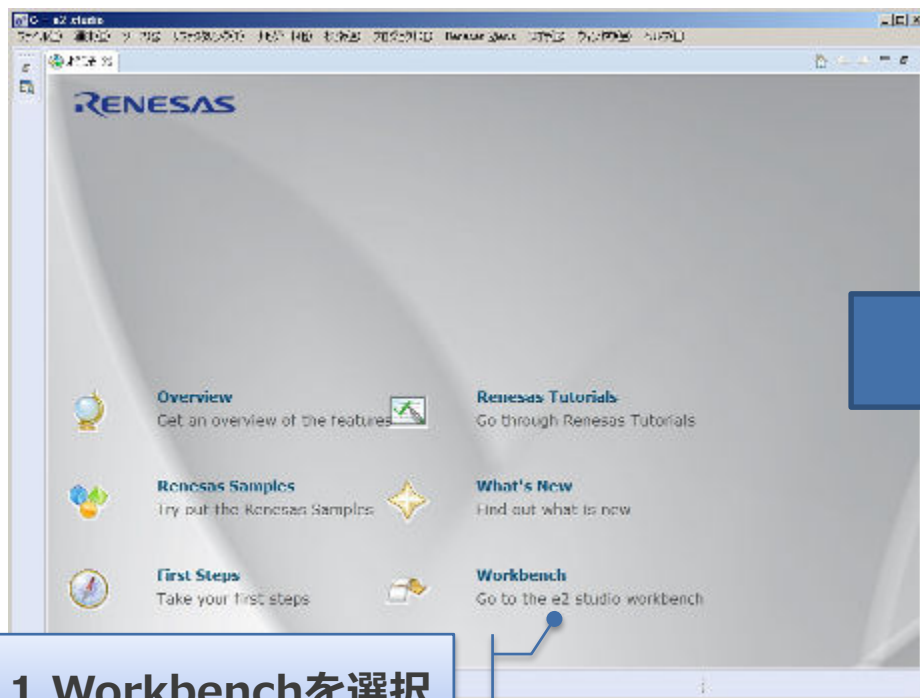 e2 studio
RENESAS
Overview
Get an overview of the features
Renesas Tutorials
Go through Renesas Tutorials
Renesas Samples
Try out the Renesas Samples
What's New
Find out what is new
First Steps
Take your first steps
Workbench
Go to the e2 studio workbench
1 Workbenchを選択